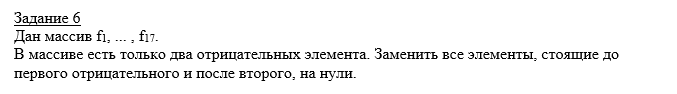 Задание 6
Дан массив f1, ... , f17.
В массиве есть только два отрицательных элемента. Заменить все элементы, стоящие до
первого отрицательного и после второго, на нули.